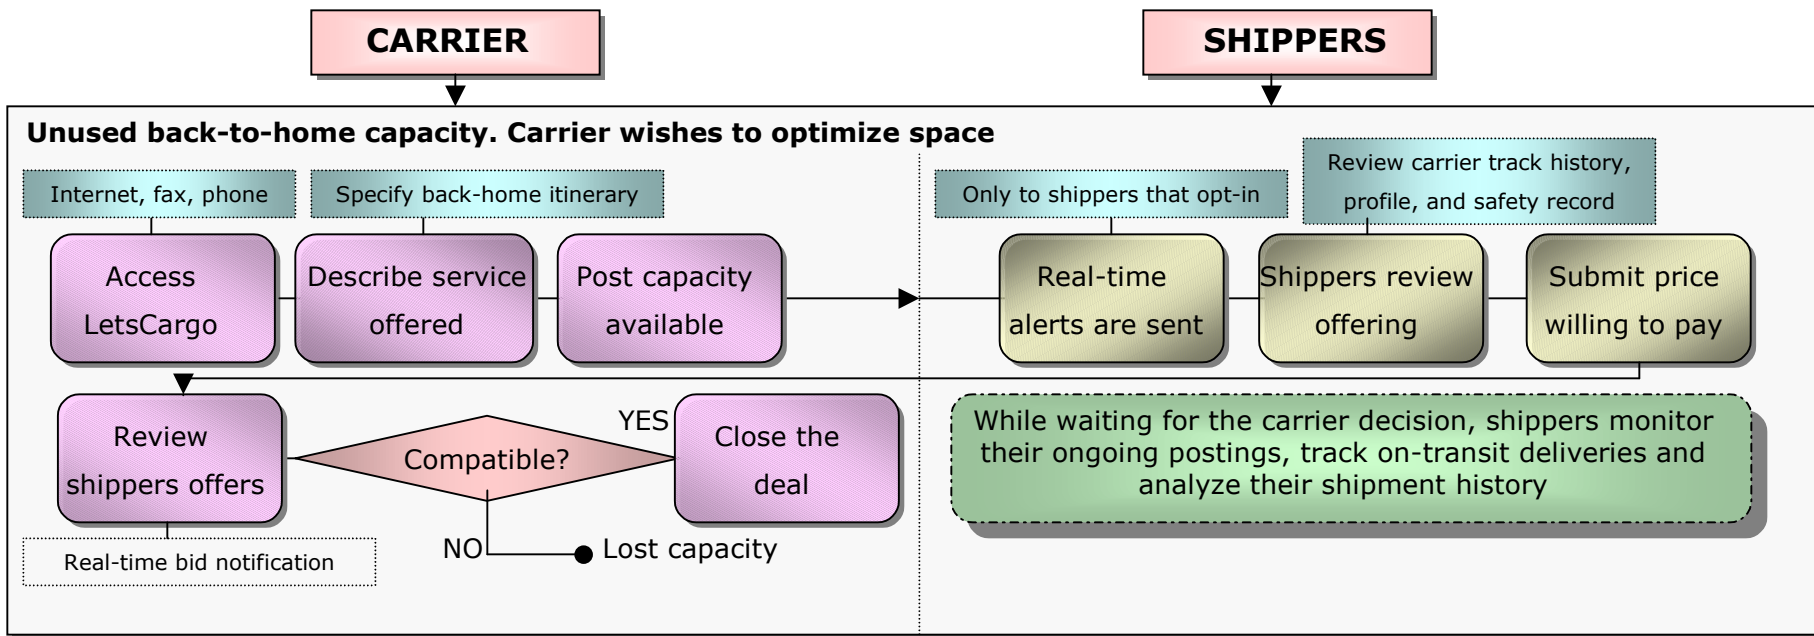 CARRIER
SHIPPERS
Unused back-to-home capacity. Carrier wishes to optimize space
Internet, fax, phone
Specify back-home itinerary
Only to shippers that opt-in
Review carrier track history,
profile, and safety record
Access
LetsCargo
Describe service
offered
Post capacity
available
Real-time
alerts are sent
Shippers review
offering
Submit price
willing to pay
Review
shippers offers
Compatible?
YES
Close the
deal
While waiting for the carrier decision, shippers monitor
their ongoing postings, track on-transit deliveries and
analyze their shipment history
NO
Lost capacity
Real-time bid notification